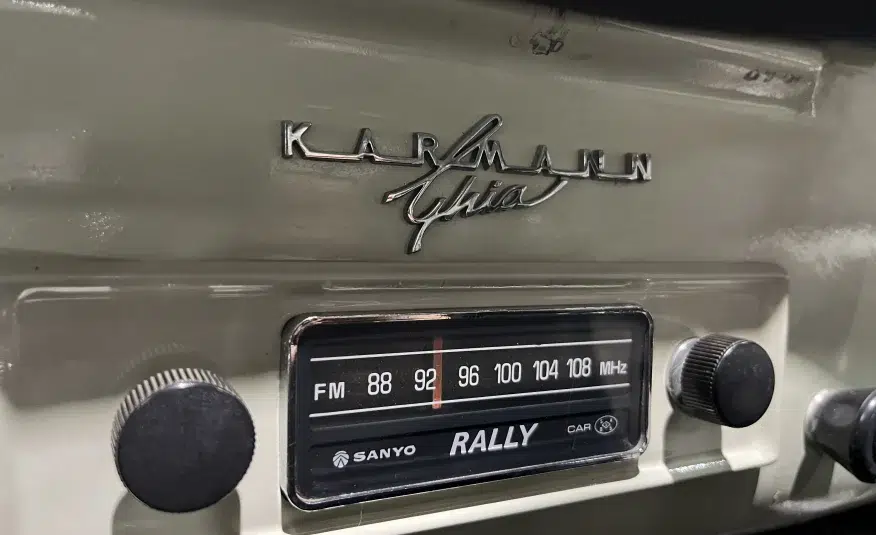 KARMANN
Ghia
FM 88 92 96 100 104 108 MHz
SANYO RALLY CAR